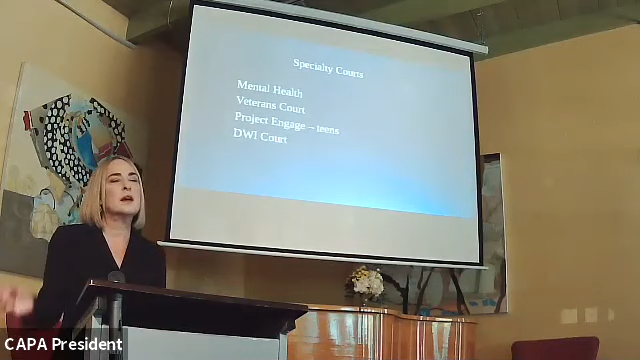 Specialty Courts
Mental Health
Veterans Court
Project Engage – teens
DWI Court
CAPA President